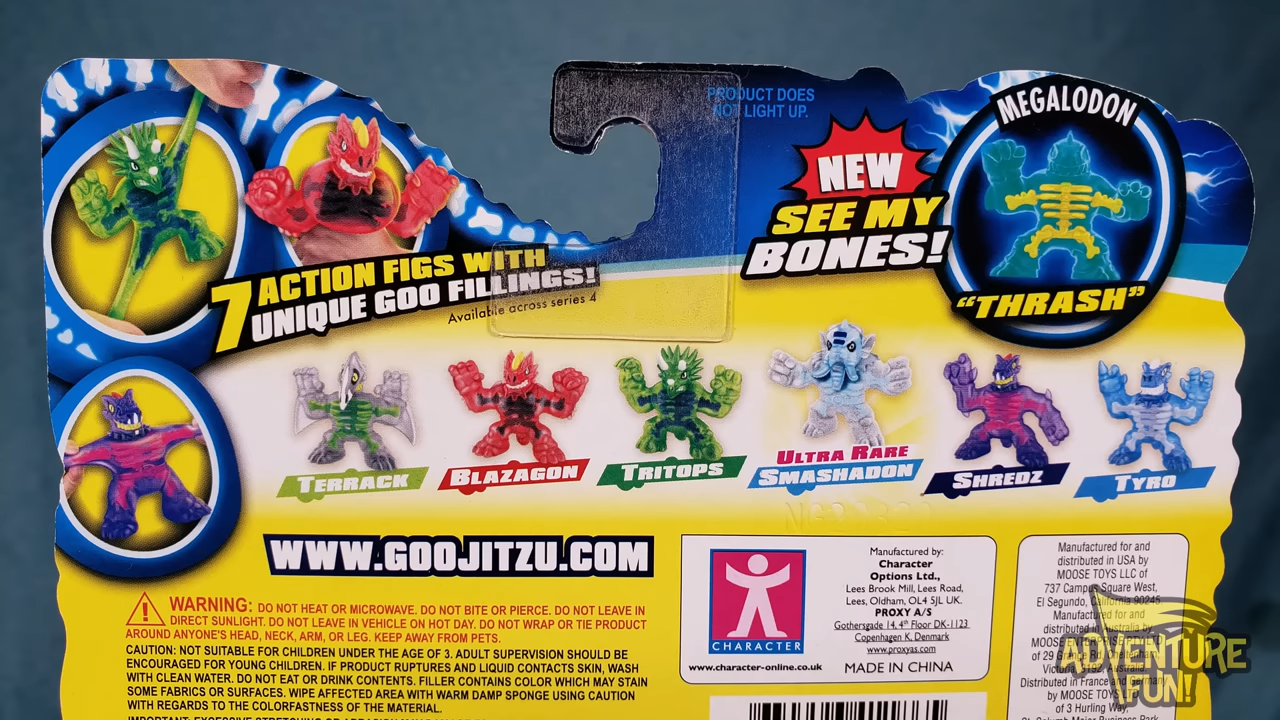 PRODUCT DOES
NOT LIGHT UP.
MEGALODON
NEW
SEE MY
BONES!
"THRASH"
7 ACTION FIGS WITH
UNIQUE GOO FILLINGS!
Available across series 4
TERRACK
BLAZAGON
TRITOPS
ULTRA RARE
SMASHADON
SHREDZ
TYRO
WWW.GOOJITZU.COM
WARNING: DO NOT HEAT OR MICROWAVE. DO NOT BITE OR PIERCE. DO NOT LEAVE IN
DIRECT SUNLIGHT. DO NOT LEAVE IN VEHICLE ON HOT DAY. DO NOT WRAP OR TIE PRODUCT
AROUND ANYONE'S HEAD, NECK, ARM, OR LEG. KEEP AWAY FROM PETS.
CAUTION: NOT SUITABLE FOR CHILDREN UNDER THE AGE OF 3. ADULT SUPERVISION SHOULD BE
ENCOURAGED FOR YOUNG CHILDREN. IF PRODUCT RUPTURES AND LIQUID CONTACTS SKIN, WASH
WITH CLEAN WATER. DO NOT EAT OR DRINK CONTENTS. FILLER CONTAINS COLOR WHICH MAY STAIN
SOME FABRICS OR SURFACES. WIPE AFFECTED AREA WITH WARM DAMP SPONGE USING CAUTION
WITH REGARDS TO THE COLORFASTNESS OF THE MATERIAL.
CHARACTER
www.character-online.co.uk
Manufactured by:
Character
Options Ltd.,
Lees Brook Mill, Lees Road,
Lees, Oldham, OL4 5JL UK.
PROXY A/S
Gothersgade 14, 4th Floor DK-1123
Copenhagen K, Denmark
www.proxyas.com
MADE IN CHINA
Manufactured for and
distributed in USA by
MOOSE TOYS LLC of
737 Campus Square West,
El Segundo, California 90245
Manufactured for and
distributed in Australia by
MOOSE ENTERPRISE PTY LTD
of 29 Grange Rd,
Victoria 3192, Australia
Distributed in France and Germany
by MOOSE TOYS
of 3 Hurling Way,
ADVENTURE
FUN!